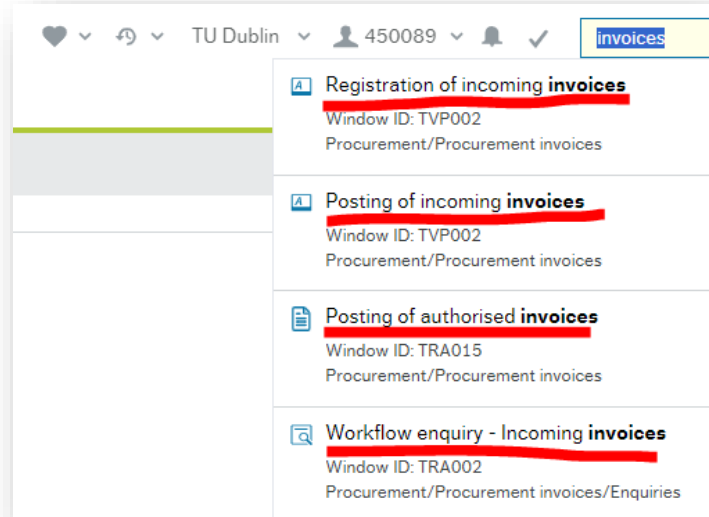 TU Dublin 450089 invoices
Registration of incoming invoices
Window ID: TVP002
Procurement/Procurement invoices
Posting of incoming invoices
Window ID: TVP002
Procurement/Procurement invoices
Posting of authorised invoices
Window ID: TRA015
Procurement/Procurement invoices
Workflow enquiry - Incoming invoices
Window ID: TRA002
Procurement/Procurement invoices/Enquiries